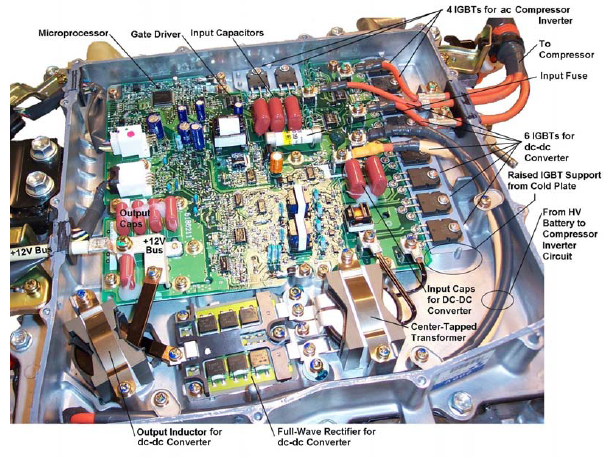 4 IGBTs for ac Compressor
Inverter
Microprocessor
Gate Driver
Input Capacitors
To
Compressor
Input Fuse
6 IGBTs for
dc-dc
Converter
Raised IGBT Support
from Cold Plate
From HV
Battery to
Compressor
Inverter
Circuit
Output
Caps
+12V Bus
+12V
Bus
Input Caps
for DC-DC
Converter
Center-Tapped
Transformer
Output Inductor for
dc-dc Converter
Full-Wave Rectifier for
dc-dc Converter